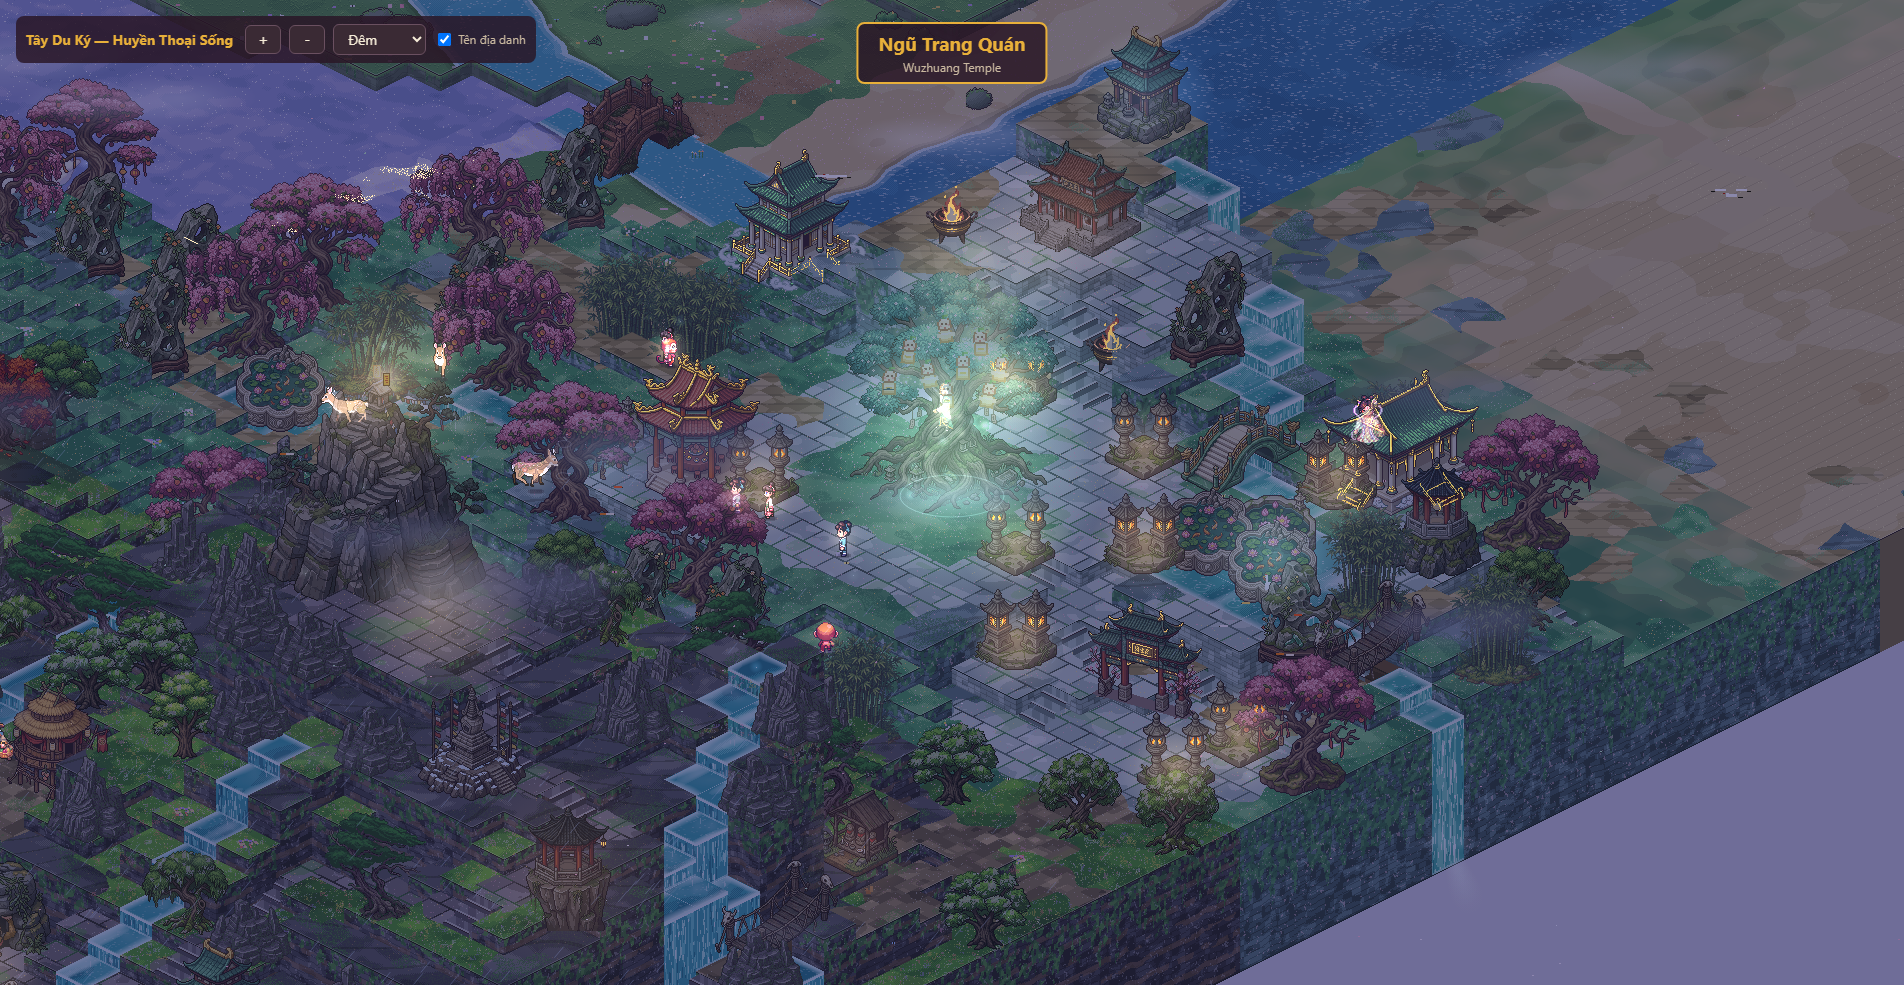 Tây Du Ký — Huyền Thoại Sống
+
-
Đêm
Tên địa danh
Ngũ Trang Quán
Wuzhuang Temple